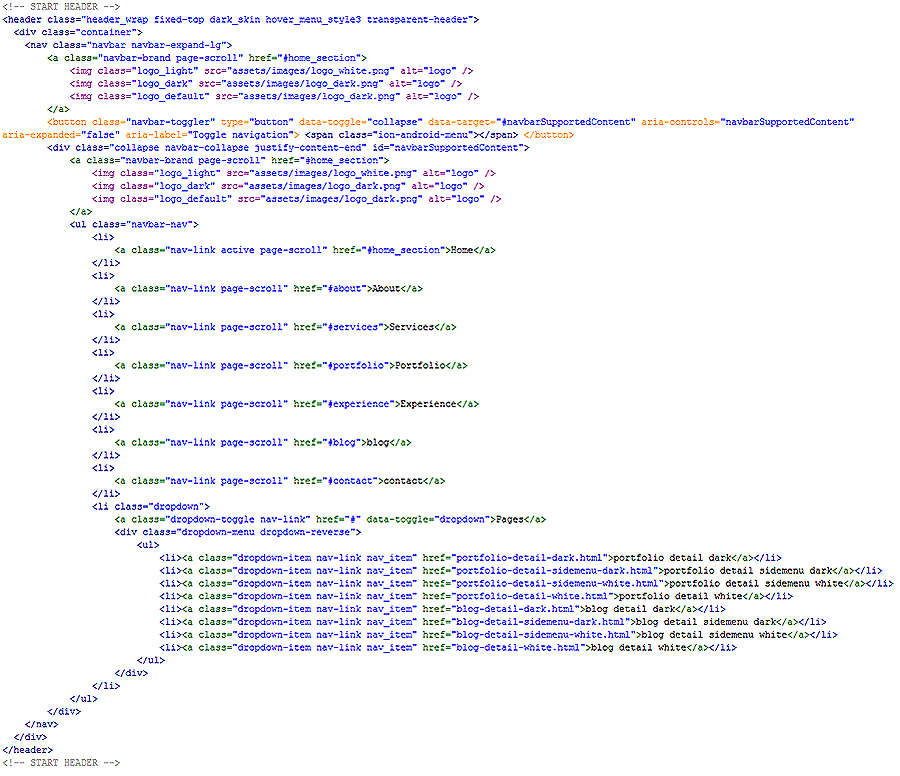 <!-- START HEADER -->
<header class="header_wrap fixed-top dark_skin hover_menu_style3 transparent-header">
<div class="container">
<nav class="navbar navbar-expand-lg">
<a class="navbar-brand page-scroll" href="#home_section">
<img class="logo_light" src="assets/images/logo_white.png" alt="logo" />
<img class="logo_dark" src="assets/images/logo_dark.png" alt="logo" />
<img class="logo_default" src="assets/images/logo_dark.png" alt="logo" />
</a>
<button class="navbar-toggler" type="button" data-toggle="collapse" data-target="#navbarSupportedContent" aria-controls="navbarSupportedContent"
aria-expanded="false" aria-label="Toggle navigation"> <span class="ion-android-menu"></span> </button>
<div class="collapse navbar-collapse justify-content-end" id="navbarSupportedContent">
<a class="navbar-brand page-scroll" href="#home_section">
<img class="logo_light" src="assets/images/logo_white.png" alt="logo" />
<img class="logo_dark" src="assets/images/logo_dark.png" alt="logo" />
<img class="logo_default" src="assets/images/logo_dark.png" alt="logo" />
</a>
<ul class="navbar-nav">
<li>
<a class="nav-link active page-scroll" href="#home_section">Home</a>
</li>
<li>
<a class="nav-link page-scroll" href="#about">About</a>
</li>
<li>
<a class="nav-link page-scroll" href="#services">Services</a>
</li>
<li>
<a class="nav-link page-scroll" href="#portfolio">Portfolio</a>
</li>
<li>
<a class="nav-link page-scroll" href="#experience">Experience</a>
</li>
<li>
<a class="nav-link page-scroll" href="#blog">blog</a>
</li>
<li>
<a class="nav-link page-scroll" href="#contact">contact</a>
</li>
<li class="dropdown">
<a class="dropdown-toggle nav-link" href="#" data-toggle="dropdown">Pages</a>
<div class="dropdown-menu dropdown-reverse">
<ul>
<li><a class="dropdown-item nav-link nav_item" href="portfolio-detail-dark.html">portfolio detail dark</a></li>
<li><a class="dropdown-item nav-link nav_item" href="portfolio-detail-sidemenu-dark.html">portfolio detail sidemenu dark</a></li>
<li><a class="dropdown-item nav-link nav_item" href="portfolio-detail-sidemenu-white.html">portfolio detail sidemenu white</a></li>
<li><a class="dropdown-item nav-link nav_item" href="portfolio-detail-white.html">portfolio detail white</a></li>
<li><a class="dropdown-item nav-link nav_item" href="blog-detail-dark.html">blog detail dark</a></li>
<li><a class="dropdown-item nav-link nav_item" href="blog-detail-sidemenu-dark.html">blog detail sidemenu dark</a></li>
<li><a class="dropdown-item nav-link nav_item" href="blog-detail-sidemenu-white.html">blog detail sidemenu white</a></li>
<li><a class="dropdown-item nav-link nav_item" href="blog-detail-white.html">blog detail white</a></li>
</ul>
</div>
</li>
</ul>
</div>
</nav>
</div>
</header>
<!-- START HEADER -->